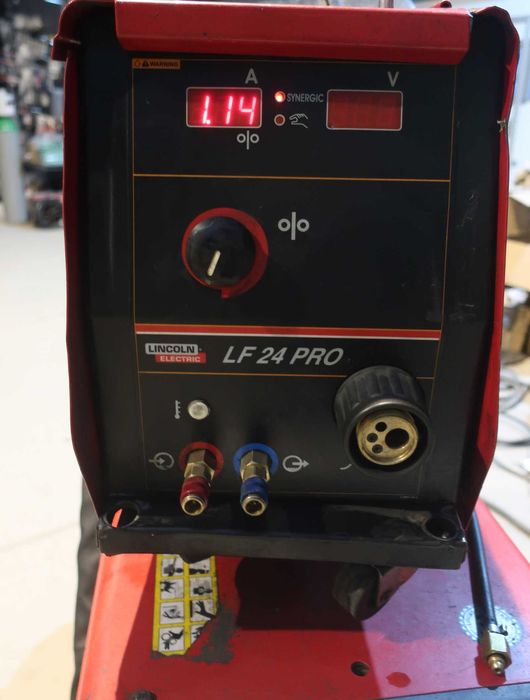 WARNING
A
V
1.14
SYNERGIC
LINCOLN
ELECTRIC
LF 24 PRO